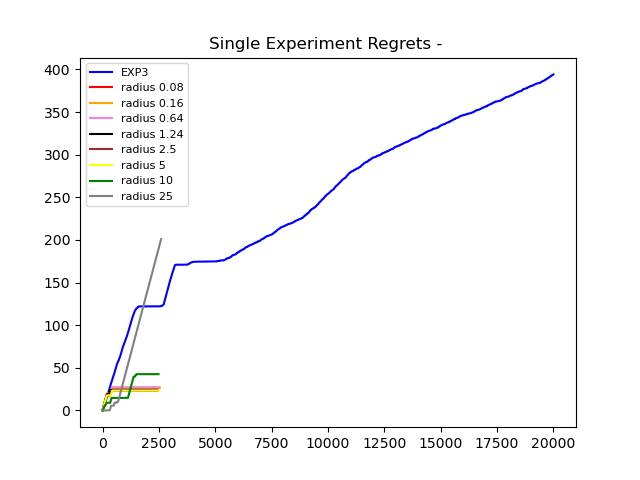 Single Experiment Regrets -
400
350
300
250
200
150
100
50
0
EXP3
radius 0.08
radius 0.16
radius 0.64
radius 1.24
radius 2.5
radius 5
radius 10
radius 25
0 2500 5000 7500 10000 12500 15000 17500 20000